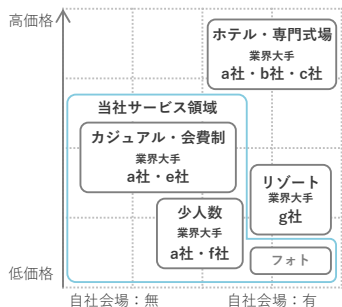 高価格
ホテル・専門式場
業界大手
a社・b社・c社
当社サービス領域
カジュアル・会費制
業界大手
a社・e社
リゾート
業界大手
g社
少人数
業界大手
a社・f社
フォト
低価格
自社会場：無
自社会場：有